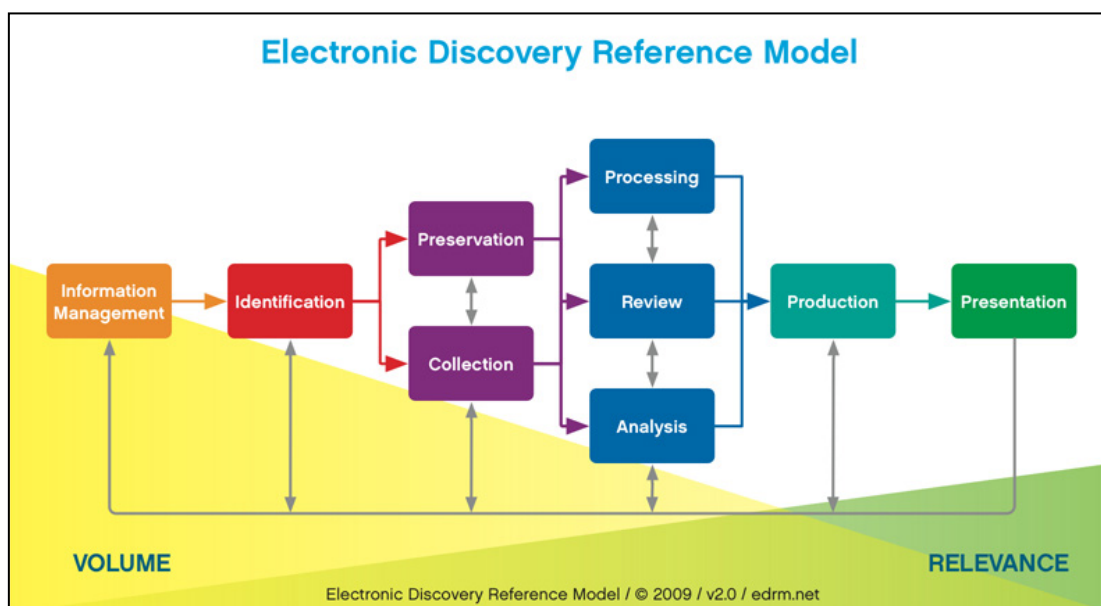 Electronic Discovery Reference Model
Processing
Preservation
Information
Management
Identification
Review
Production
Presentation
Collection
Analysis
VOLUME
RELEVANCE
Electronic Discovery Reference Model / © 2009 / v2.0 / edrm.net